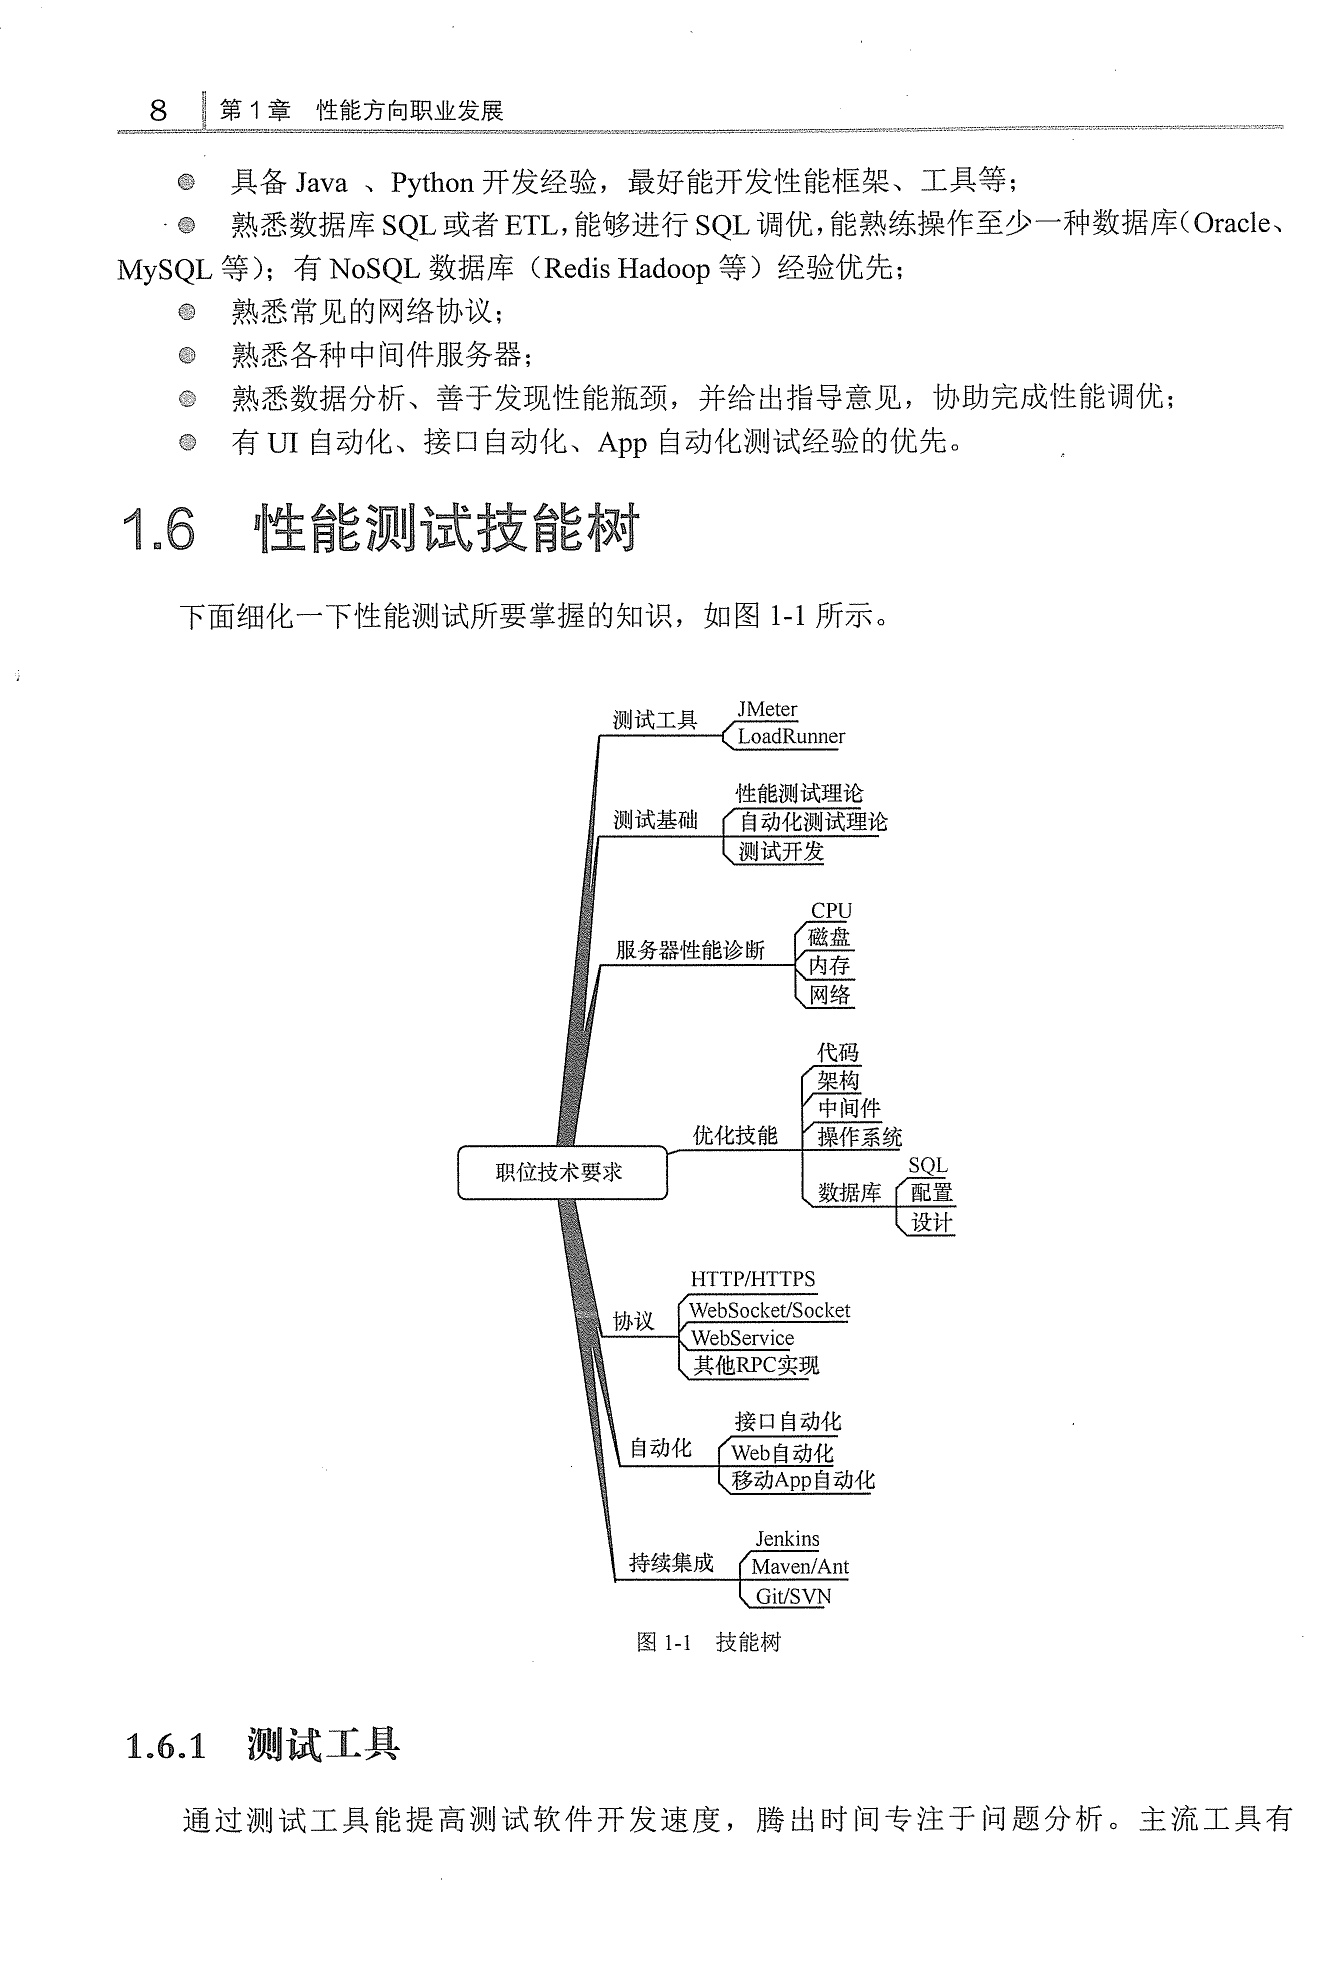 8 第1章 性能方向职业发展
● 具备 Java 、Python 开发经验，最好能开发性能框架、工具等；
● 熟悉数据库 SQL 或者 ETL，能够进行 SQL 调优，能熟练操作至少一种数据库（Oracle、
MySQL 等）；有 NoSQL 数据库（Redis Hadoop 等）经验优先；
● 熟悉常见的网络协议；
● 熟悉各种中间件服务器；
● 熟悉数据分析、善于发现性能瓶颈，并给出指导意见，协助完成性能调优；
● 有 UI 自动化、接口自动化、App 自动化测试经验的优先。
1.6 性能测试技能树
下面细化一下性能测试所要掌握的知识，如图 1-1 所示。
测试工具
JMeter
LoadRunner
测试基础
性能测试理论
自动化测试理论
测试开发
服务器性能诊断
CPU
磁盘
内存
网络
职位技术要求
优化技能
代码
架构
中间件
操作系统
数据库
SQL
配置
设计
协议
HTTP/HTTPS
WebSocket/Socket
WebService
其他RPC实现
自动化
接口自动化
Web自动化
移动App自动化
持续集成
Jenkins
Maven/Ant
Git/SVN
图 1-1 技能树
1.6.1 测试工具
通过测试工具能提高测试软件开发速度，腾出时间专注于问题分析。主流工具有